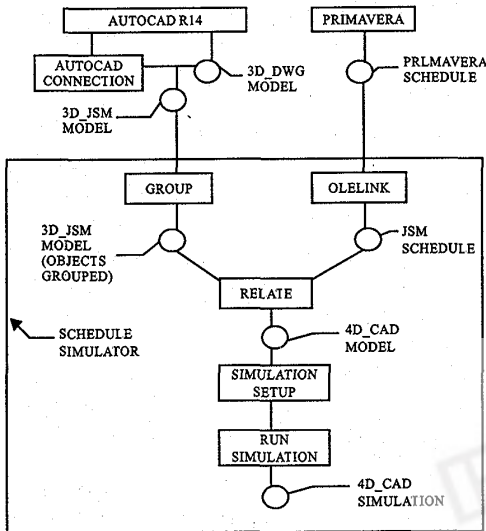 AUTOCAD R14
PRIMAVERA
AUTOCAD
CONNECTION
3D_DWG
MODEL
PRLMAVERA
SCHEDULE
3D_JSM
MODEL
GROUP
OLELINK
3D_JSM
MODEL
(OBJECTS
GROUPED)
JSM
SCHEDULE
RELATE
SCHEDULE
SIMULATOR
4D_CAD
MODEL
SIMULATION
SETUP
RUN
SIMULATION
4D_CAD
SIMULATION